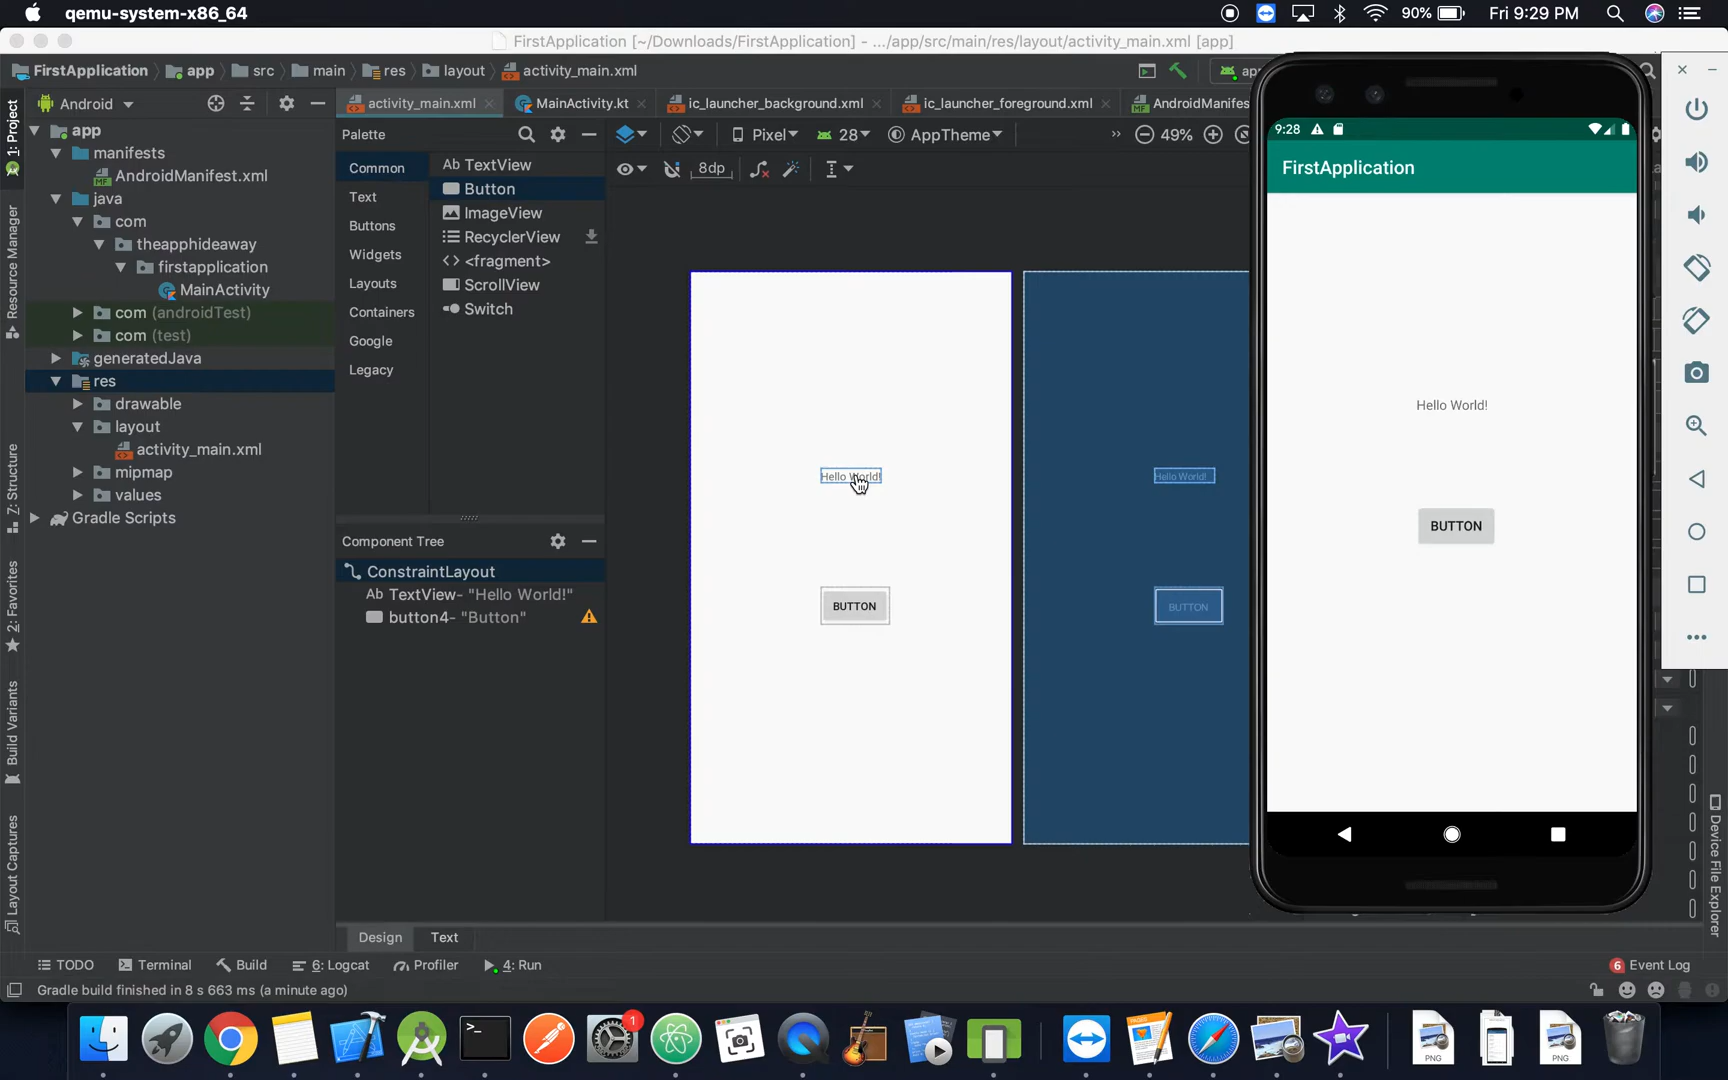 qemu-system-x86_64
90%
Fri 9:29 PM
FirstApplication [~/Downloads/FirstApplication] - .../app/src/main/res/layout/activity_main.xml [app]
FirstApplication
app
src
main
res
layout
activity_main.xml
Android
activity_main.xml
MainActivity.kt
ic_launcher_background.xml
ic_launcher_foreground.xml
AndroidManifes
1: Project
Resource Manager
Z: Structure
2: Favorites
Build Variants
Layout Captures
app
manifests
AndroidManifest.xml
java
com
theapphideaway
firstapplication
MainActivity
com (androidTest)
com (test)
generatedJava
res
drawable
layout
activity_main.xml
mipmap
values
Gradle Scripts
Palette
Common
Text
Buttons
Widgets
Layouts
Containers
Google
Legacy
Ab TextView
Button
ImageView
RecyclerView
<fragment>
ScrollView
Switch
Pixel
28
AppTheme
49%
8dp
Component Tree
ConstraintLayout
Ab TextView- "Hello World!"
button4- "Button"
Hello World!
BUTTON
Hello World!
BUTTON
9:28
FirstApplication
Hello World!
BUTTON
Device File Explorer
Design
Text
TODO
Terminal
Build
6: Logcat
Profiler
4: Run
6 Event Log
Gradle build finished in 8 s 663 ms (a minute ago)
>_
1
PNG
PNG